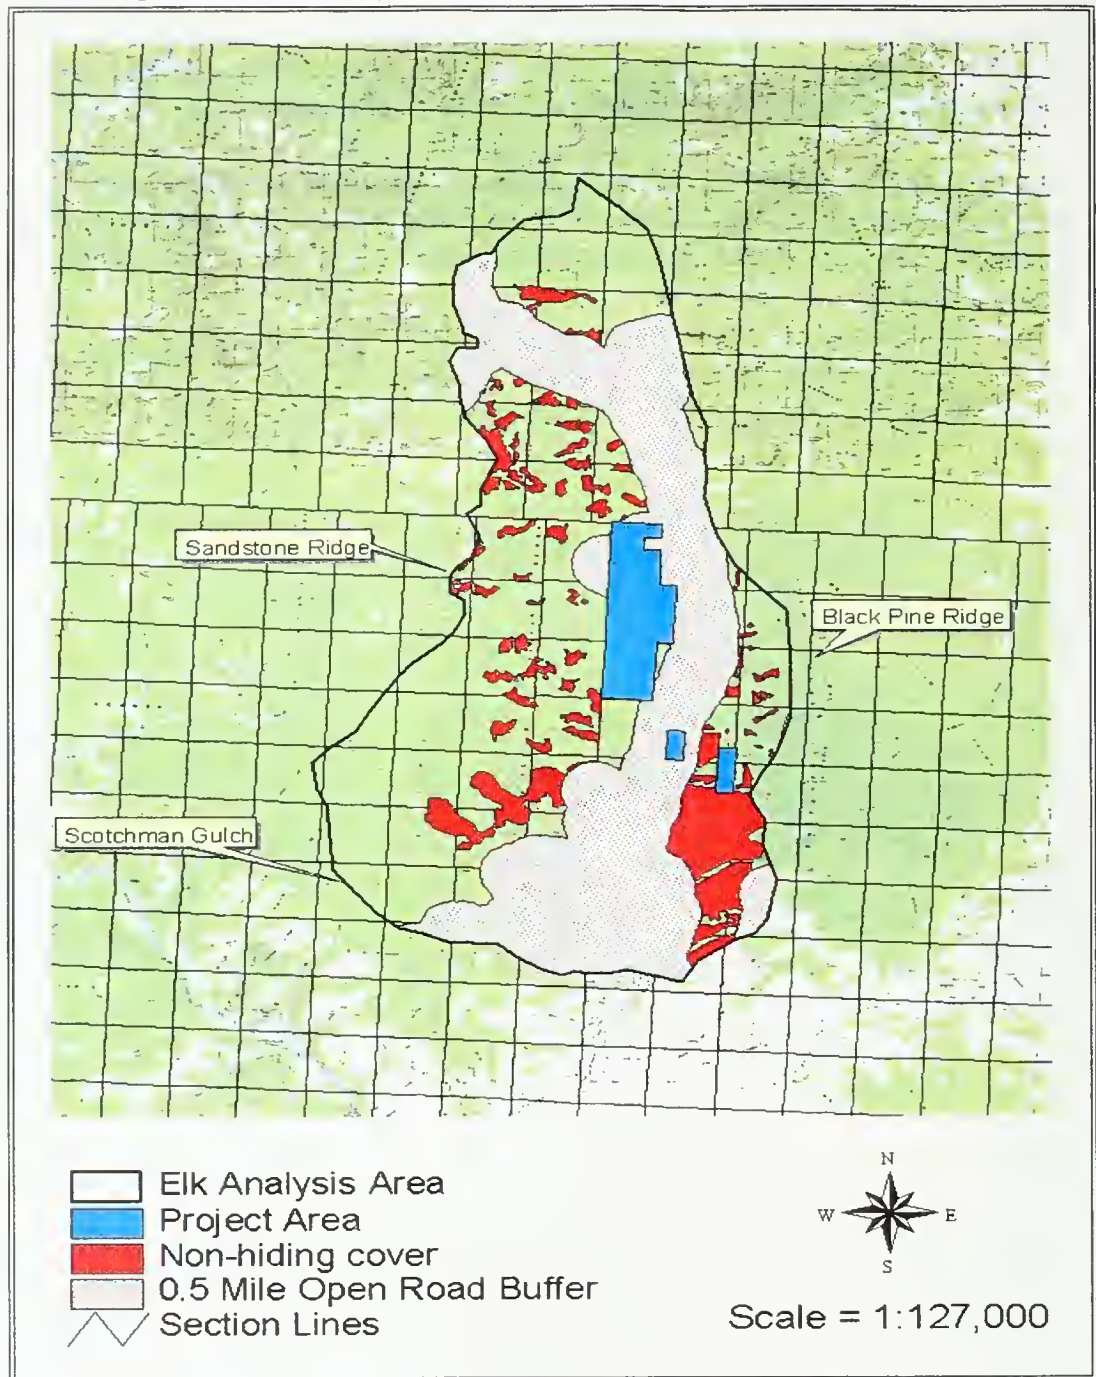 Sandstone Ridge
Black Pine Ridge
Scotchman Gulch
Elk Analysis Area
Project Area
Non-hiding cover
0.5 Mile Open Road Buffer
Section Lines
N
W
E
S
Scale = 1:127,000